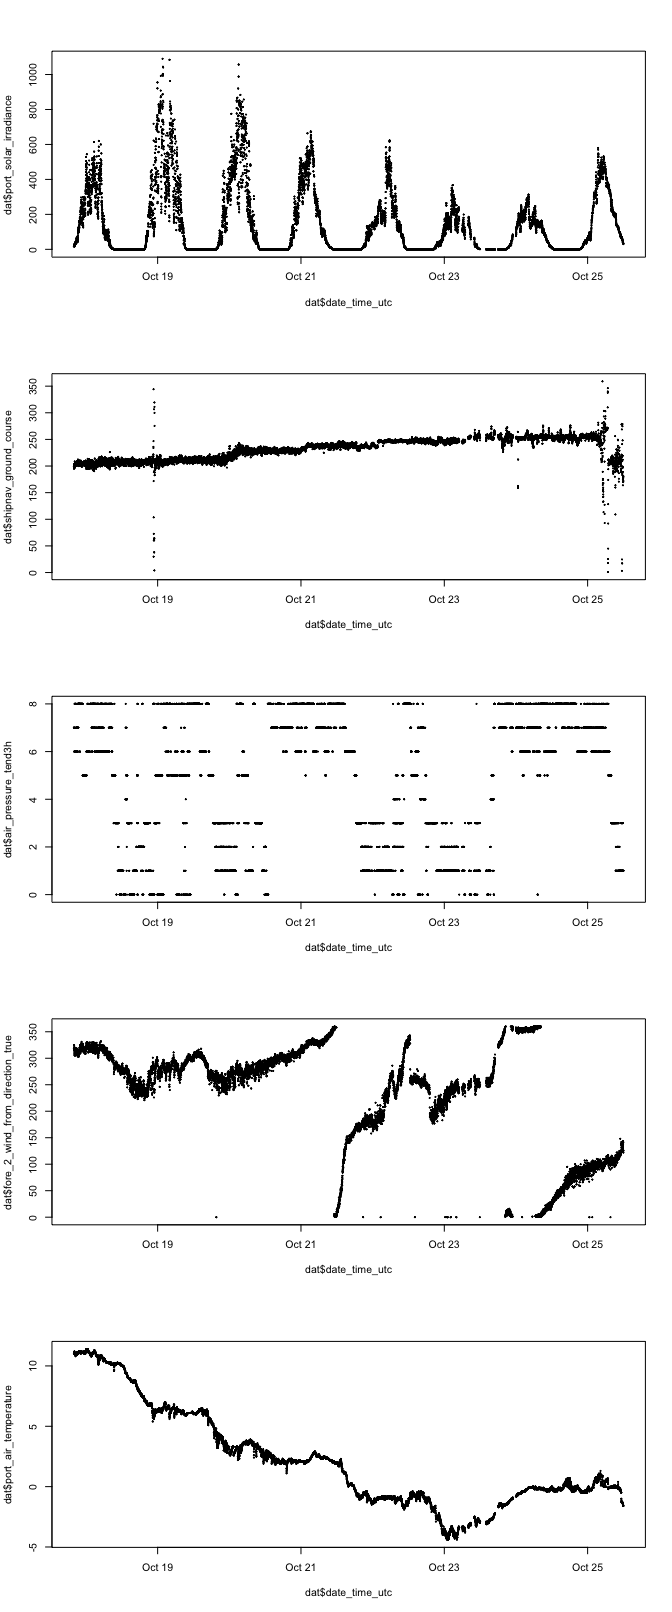 dat$port_solar_irradiance
1000
800
600
400
200
0
Oct 19 Oct 21 Oct 23 Oct 25
dat$date_time_utc
dat$shipnav_ground_course
350
300
250
200
150
100
50
0
Oct 19 Oct 21 Oct 23 Oct 25
dat$date_time_utc
dat$air_pressure_tend3h
8
6
4
2
0
Oct 19 Oct 21 Oct 23 Oct 25
dat$date_time_utc
dat$fore_2_wind_from_direction_true
350
300
250
200
150
100
50
0
Oct 19 Oct 21 Oct 23 Oct 25
dat$date_time_utc
dat$port_air_temperature
10
5
0
-5
Oct 19 Oct 21 Oct 23 Oct 25
dat$date_time_utc